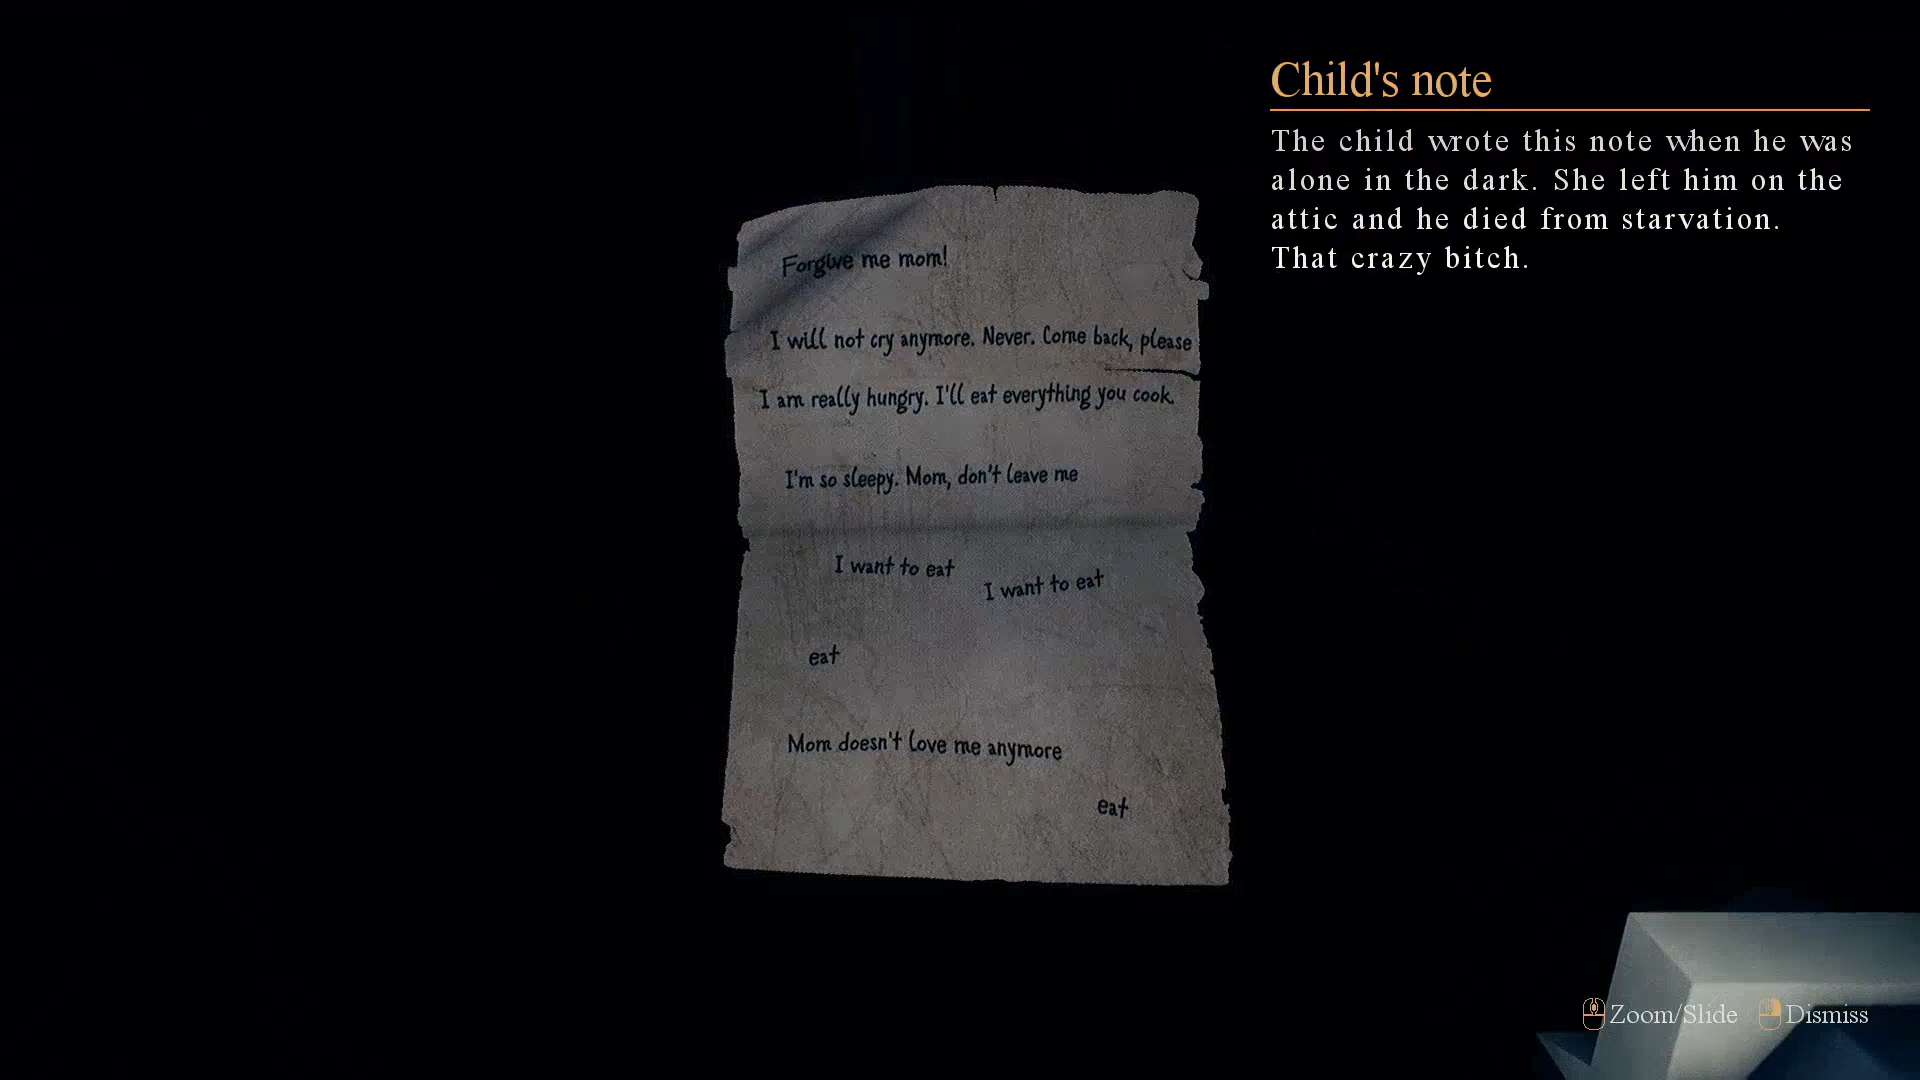 Child's note
The child wrote this note when he was
alone in the dark. She left him on the
attic and he died from starvation.
That crazy bitch.
Forgive me mom!
I will not cry anymore. Never. Come back, please
I am really hungry. I'll eat everything you cook.
I'm so sleepy. Mom, don't leave me
I want to eat
I want to eat
eat
Mom doesn't love me anymore
eat
Zoom/Slide
Dismiss